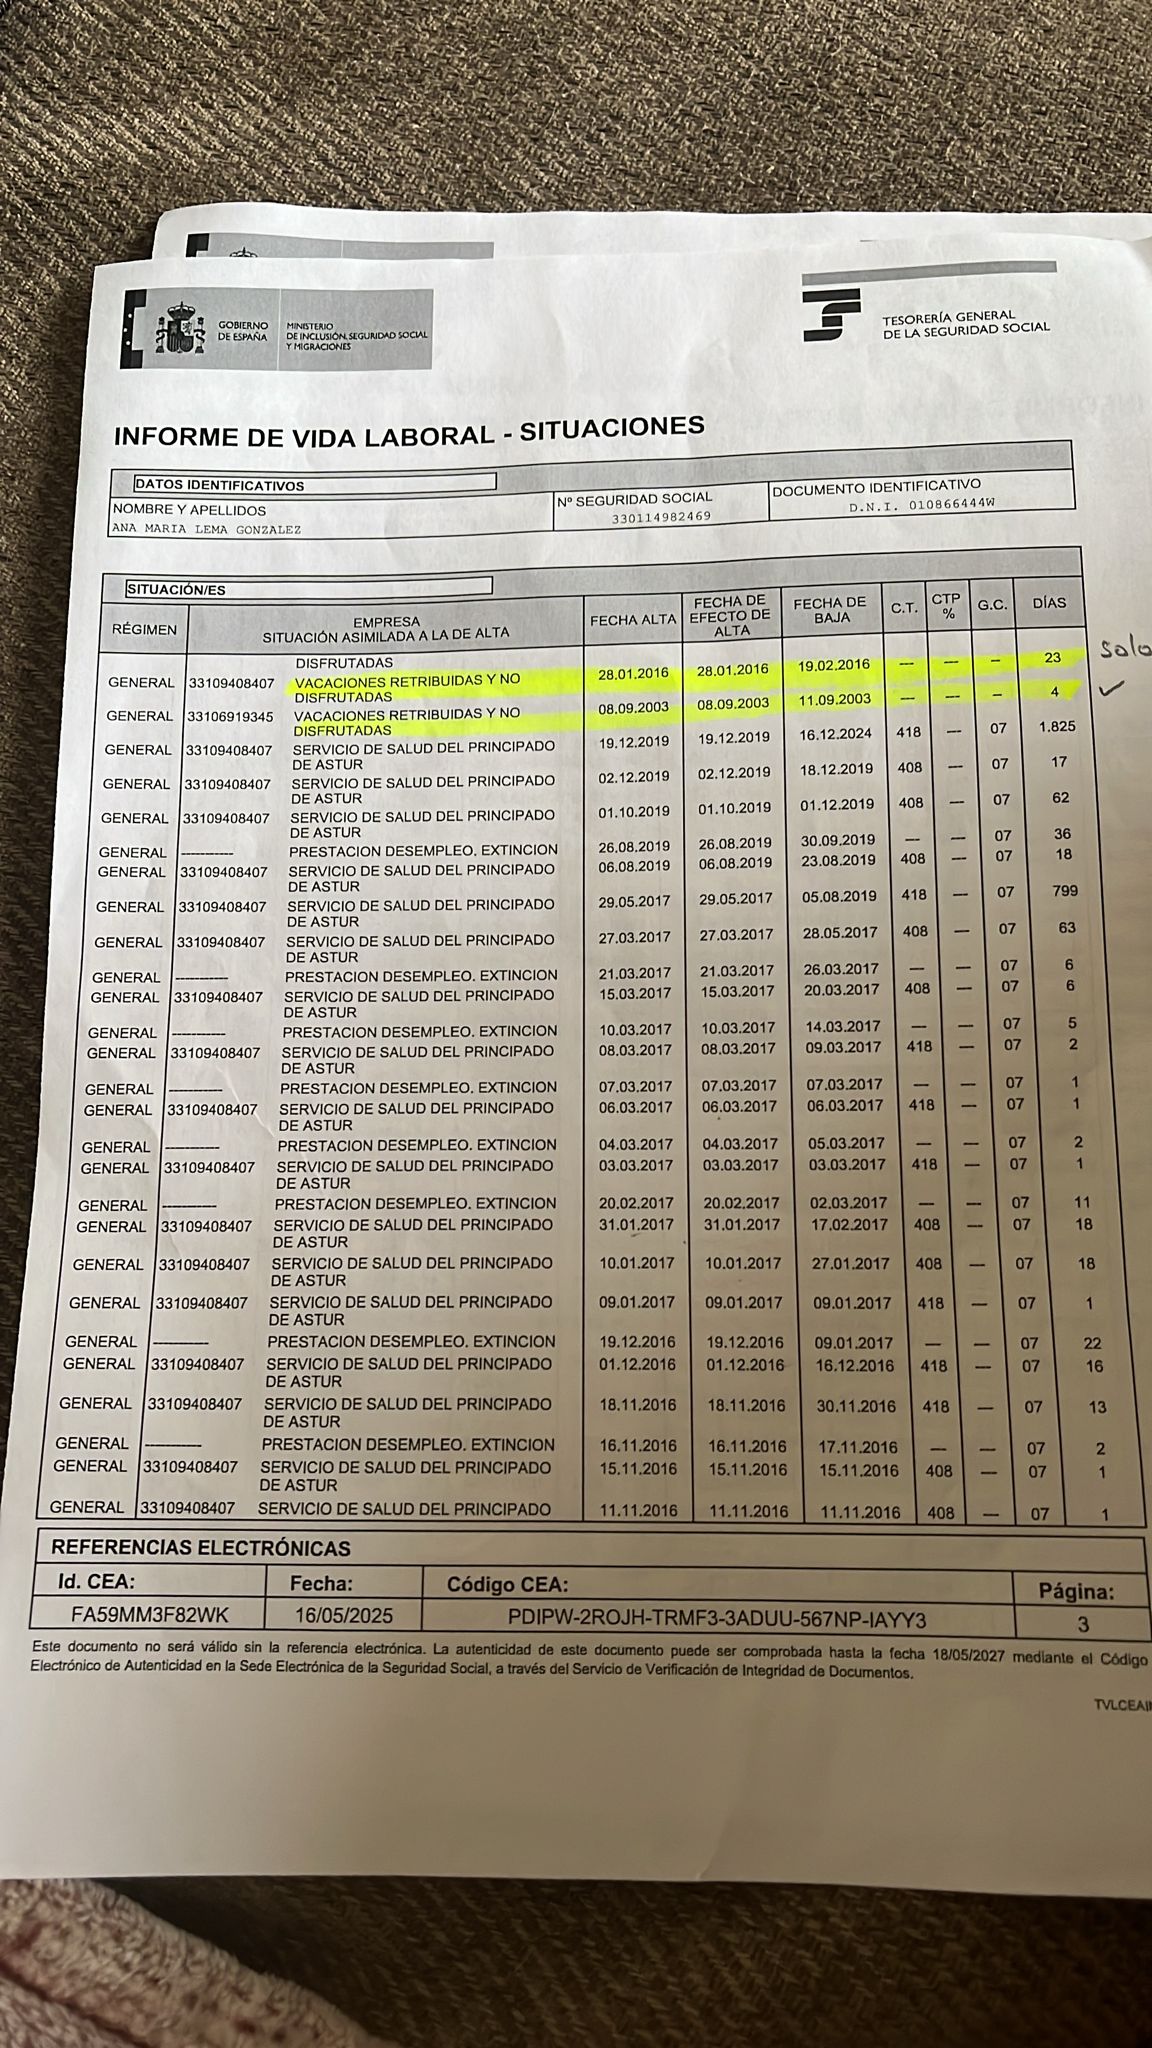 GOBIERNO
DE ESPAÑA
MINISTERIO
DE INCLUSIÓN, SEGURIDAD SOCIAL
Y MIGRACIONES
TESORERÍA GENERAL
DE LA SEGURIDAD SOCIAL
INFORME DE VIDA LABORAL - SITUACIONES
DATOS IDENTIFICATIVOS
NOMBRE Y APELLIDOS Nº SEGURIDAD SOCIAL DOCUMENTO IDENTIFICATIVO
ANA MARIA LEMA GONZALEZ 330114982469 D.N.I. 010866444W
SITUACIÓN/ES
RÉGIMEN EMPRESA SITUACIÓN ASIMILADA A LA DE ALTA FECHA ALTA FECHA DE EFECTO DE ALTA FECHA DE BAJA C.T. CTP % G.C. DÍAS
DISFRUTADAS
GENERAL 33109408407 VACACIONES RETRIBUIDAS Y NO 28.01.2016 28.01.2016 19.02.2016 — — – 23 solo
DISFRUTADAS
GENERAL 33106919345 VACACIONES RETRIBUIDAS Y NO 08.09.2003 08.09.2003 11.09.2003 — — – 4 ✓
DISFRUTADAS
GENERAL 33109408407 SERVICIO DE SALUD DEL PRINCIPADO 19.12.2019 19.12.2019 16.12.2024 418 — 07 1.825
DE ASTUR
GENERAL 33109408407 SERVICIO DE SALUD DEL PRINCIPADO 02.12.2019 02.12.2019 18.12.2019 408 — 07 17
DE ASTUR
GENERAL 33109408407 SERVICIO DE SALUD DEL PRINCIPADO 01.10.2019 01.10.2019 01.12.2019 408 — 07 62
DE ASTUR
GENERAL ----------- PRESTACION DESEMPLEO. EXTINCION 26.08.2019 26.08.2019 30.09.2019 — — 07 36
GENERAL 33109408407 SERVICIO DE SALUD DEL PRINCIPADO 06.08.2019 06.08.2019 23.08.2019 408 — 07 18
DE ASTUR
GENERAL 33109408407 SERVICIO DE SALUD DEL PRINCIPADO 29.05.2017 29.05.2017 05.08.2019 418 — 07 799
DE ASTUR
GENERAL 33109408407 SERVICIO DE SALUD DEL PRINCIPADO 27.03.2017 27.03.2017 28.05.2017 408 — 07 63
DE ASTUR
GENERAL ----------- PRESTACION DESEMPLEO. EXTINCION 21.03.2017 21.03.2017 26.03.2017 — — 07 6
GENERAL 33109408407 SERVICIO DE SALUD DEL PRINCIPADO 15.03.2017 15.03.2017 20.03.2017 408 — 07 6
DE ASTUR
GENERAL ----------- PRESTACION DESEMPLEO. EXTINCION 10.03.2017 10.03.2017 14.03.2017 — — 07 5
GENERAL 33109408407 SERVICIO DE SALUD DEL PRINCIPADO 08.03.2017 08.03.2017 09.03.2017 418 — 07 2
DE ASTUR
GENERAL ----------- PRESTACION DESEMPLEO. EXTINCION 07.03.2017 07.03.2017 07.03.2017 — — 07 1
GENERAL 33109408407 SERVICIO DE SALUD DEL PRINCIPADO 06.03.2017 06.03.2017 06.03.2017 418 — 07 1
DE ASTUR
GENERAL ----------- PRESTACION DESEMPLEO. EXTINCION 04.03.2017 04.03.2017 05.03.2017 — — 07 2
GENERAL 33109408407 SERVICIO DE SALUD DEL PRINCIPADO 03.03.2017 03.03.2017 03.03.2017 418 — 07 1
DE ASTUR
GENERAL ----------- PRESTACION DESEMPLEO. EXTINCION 20.02.2017 20.02.2017 02.03.2017 — — 07 11
GENERAL 33109408407 SERVICIO DE SALUD DEL PRINCIPADO 31.01.2017 31.01.2017 17.02.2017 408 — 07 18
DE ASTUR
GENERAL 33109408407 SERVICIO DE SALUD DEL PRINCIPADO 10.01.2017 10.01.2017 27.01.2017 408 — 07 18
DE ASTUR
GENERAL 33109408407 SERVICIO DE SALUD DEL PRINCIPADO 09.01.2017 09.01.2017 09.01.2017 418 — 07 1
DE ASTUR
GENERAL ----------- PRESTACION DESEMPLEO. EXTINCION 19.12.2016 19.12.2016 09.01.2017 — — 07 22
GENERAL 33109408407 SERVICIO DE SALUD DEL PRINCIPADO 01.12.2016 01.12.2016 16.12.2016 418 — 07 16
DE ASTUR
GENERAL 33109408407 SERVICIO DE SALUD DEL PRINCIPADO 18.11.2016 18.11.2016 30.11.2016 418 — 07 13
DE ASTUR
GENERAL ----------- PRESTACION DESEMPLEO. EXTINCION 16.11.2016 16.11.2016 17.11.2016 — — 07 2
GENERAL 33109408407 SERVICIO DE SALUD DEL PRINCIPADO 15.11.2016 15.11.2016 15.11.2016 408 — 07 1
DE ASTUR
GENERAL 33109408407 SERVICIO DE SALUD DEL PRINCIPADO 11.11.2016 11.11.2016 11.11.2016 408 — 07 1
REFERENCIAS ELECTRÓNICAS
Id. CEA: Fecha: Código CEA: Página:
FA59MM3F82WK 16/05/2025 PDIPW-2ROJH-TRMF3-3ADUU-567NP-IAYY3 3
Este documento no será válido sin la referencia electrónica. La autenticidad de este documento puede ser comprobada hasta la fecha 18/05/2027 mediante el Código
Electrónico de Autenticidad en la Sede Electrónica de la Seguridad Social, a través del Servicio de Verificación de Integridad de Documentos.